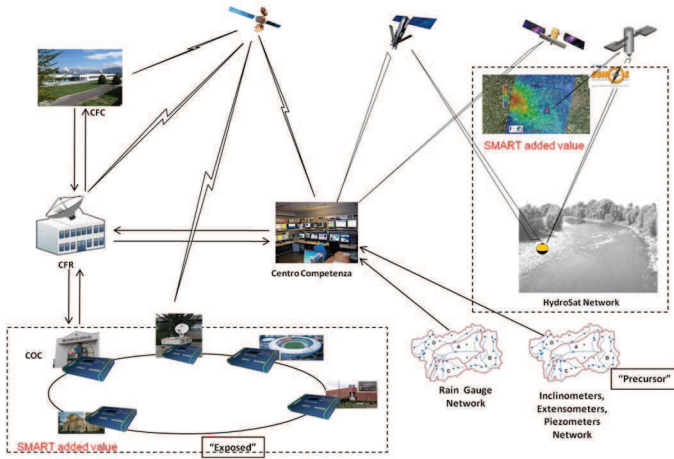 CFC
SMART added value
CFR
Centro Competenza
HydroSat Network
COC
MUNICIPIO
Rain Gauge
Network
Inclinometers,
Extensometers,
Piezometers
Network
"Precursor"
SMART added value
"Exposed"